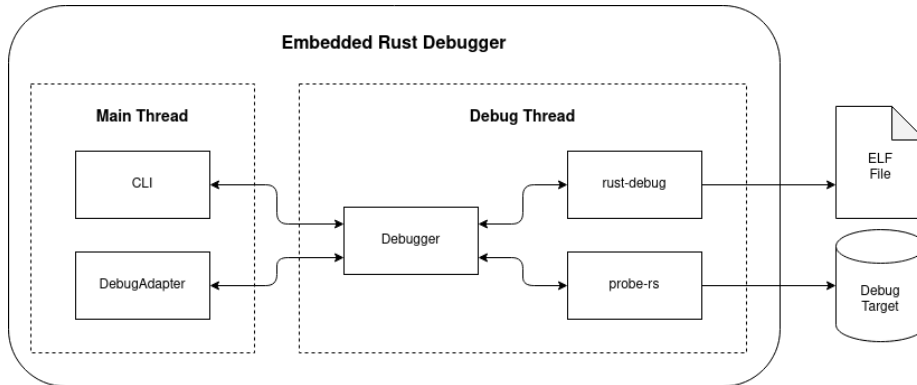 Embedded Rust Debugger
Main Thread
Debug Thread
CLI
DebugAdapter
Debugger
rust-debug
probe-rs
ELF
File
Debug
Target